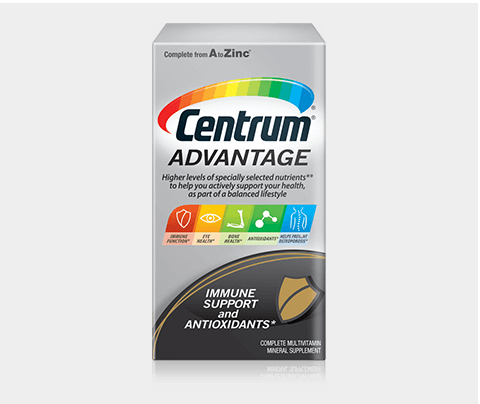 Complete from A to Zinc®
Centrum®
ADVANTAGE
Higher levels of specially selected nutrients**
to help you actively support your health,
as part of a balanced lifestyle
IMMUNE FUNCTION* EYE HEALTH* BONE HEALTH* ANTIOXIDANTS* HELPS PREVENT OSTEOPOROSIS*
IMMUNE
SUPPORT
and
ANTIOXIDANTS*
COMPLETE MULTIVITAMIN
MINERAL SUPPLEMENT